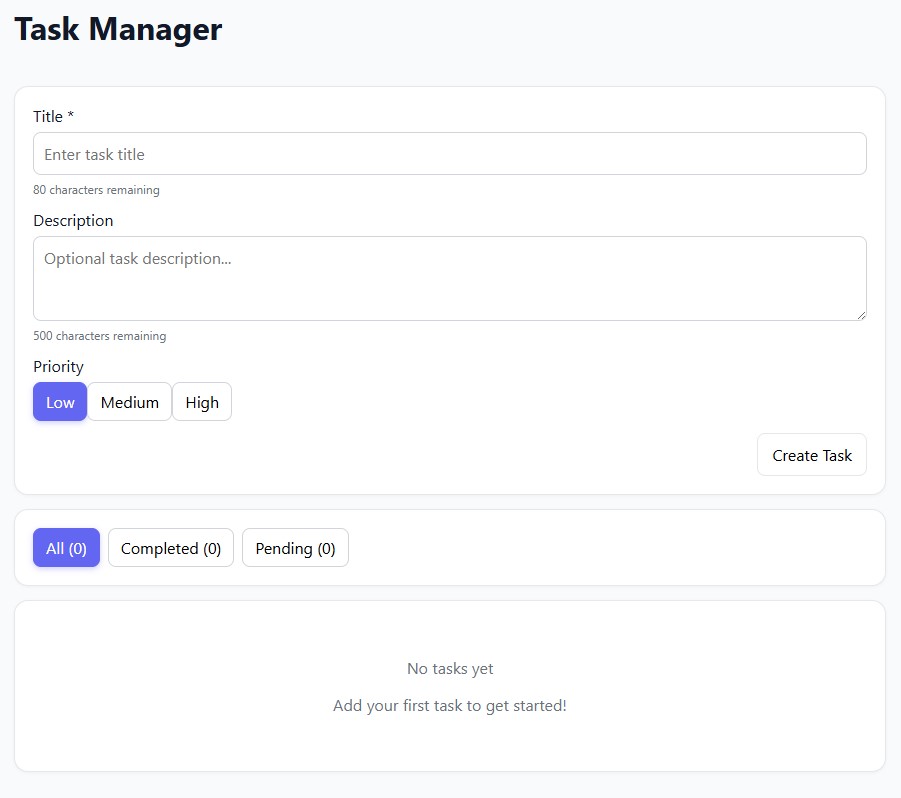 Task Manager
Title *
Enter task title
80 characters remaining
Description
Optional task description...
500 characters remaining
Priority
Low Medium High
Create Task
All (0) Completed (0) Pending (0)
No tasks yet
Add your first task to get started!